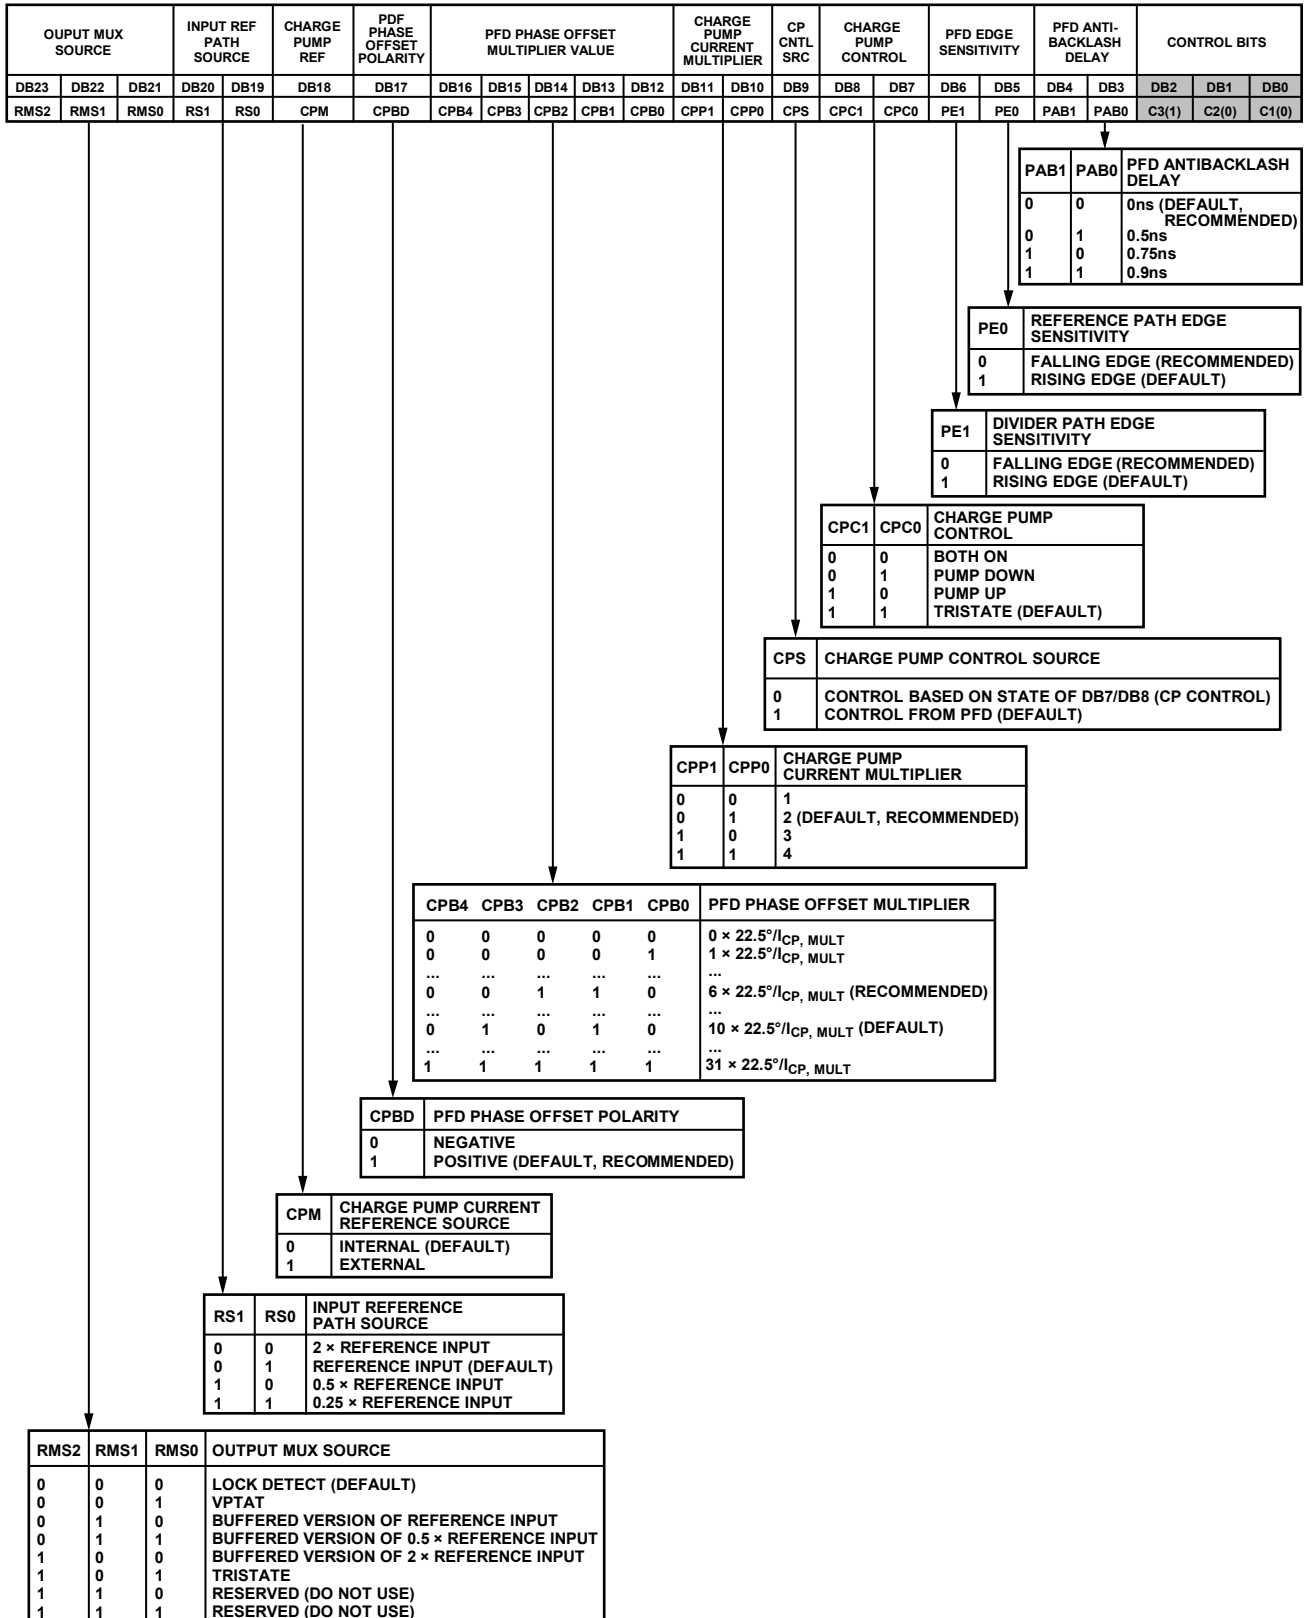 OUPUT MUX SOURCE INPUT REF PATH SOURCE CHARGE PUMP REF PDF PHASE OFFSET POLARITY PFD PHASE OFFSET MULTIPLIER VALUE CHARGE PUMP CURRENT MULTIPLIER CP CNTL SRC CHARGE PUMP CONTROL PFD EDGE SENSITIVITY PFD ANTI-BACKLASH DELAY CONTROL BITS
DB23 DB22 DB21 DB20 DB19 DB18 DB17 DB16 DB15 DB14 DB13 DB12 DB11 DB10 DB9 DB8 DB7 DB6 DB5 DB4 DB3 DB2 DB1 DB0
RMS2 RMS1 RMS0 RS1 RS0 CPM CPBD CPB4 CPB3 CPB2 CPB1 CPB0 CPP1 CPP0 CPS CPC1 CPC0 PE1 PE0 PAB1 PAB0 C3(1) C2(0) C1(0)
PAB1 PAB0 PFD ANTIBACKLASH
DELAY
0 0 0ns (DEFAULT,
RECOMMENDED)
0 1 0.5ns
1 0 0.75ns
1 1 0.9ns
PE0 REFERENCE PATH EDGE
SENSITIVITY
0 FALLING EDGE (RECOMMENDED)
1 RISING EDGE (DEFAULT)
PE1 DIVIDER PATH EDGE
SENSITIVITY
0 FALLING EDGE (RECOMMENDED)
1 RISING EDGE (DEFAULT)
CPC1 CPC0 CHARGE PUMP
CONTROL
0 0 BOTH ON
0 1 PUMP DOWN
1 0 PUMP UP
1 1 TRISTATE (DEFAULT)
CPS CHARGE PUMP CONTROL SOURCE
0 CONTROL BASED ON STATE OF DB7/DB8 (CP CONTROL)
1 CONTROL FROM PFD (DEFAULT)
CPP1 CPP0 CHARGE PUMP
CURRENT MULTIPLIER
0 0 1
0 1 2 (DEFAULT, RECOMMENDED)
1 0 3
1 1 4
CPB4 CPB3 CPB2 CPB1 CPB0 PFD PHASE OFFSET MULTIPLIER
0 0 0 0 0 0 × 22.5°/ICP, MULT
0 0 0 0 1 1 × 22.5°/ICP, MULT
... ... ... ... ... ...
0 0 1 1 0 6 × 22.5°/ICP, MULT (RECOMMENDED)
... ... ... ... ... ...
0 1 0 1 0 10 × 22.5°/ICP, MULT (DEFAULT)
... ... ... ... ... ...
1 1 1 1 1 31 × 22.5°/ICP, MULT
CPBD PFD PHASE OFFSET POLARITY
0 NEGATIVE
1 POSITIVE (DEFAULT, RECOMMENDED)
CPM CHARGE PUMP CURRENT
REFERENCE SOURCE
0 INTERNAL (DEFAULT)
1 EXTERNAL
RS1 RS0 INPUT REFERENCE
PATH SOURCE
0 0 2 × REFERENCE INPUT
0 1 REFERENCE INPUT (DEFAULT)
1 0 0.5 × REFERENCE INPUT
1 1 0.25 × REFERENCE INPUT
RMS2 RMS1 RMS0 OUTPUT MUX SOURCE
0 0 0 LOCK DETECT (DEFAULT)
0 0 1 VPTAT
0 1 0 BUFFERED VERSION OF REFERENCE INPUT
0 1 1 BUFFERED VERSION OF 0.5 × REFERENCE INPUT
1 0 0 BUFFERED VERSION OF 2 × REFERENCE INPUT
1 0 1 TRISTATE
1 1 0 RESERVED (DO NOT USE)
1 1 1 RESERVED (DO NOT USE)